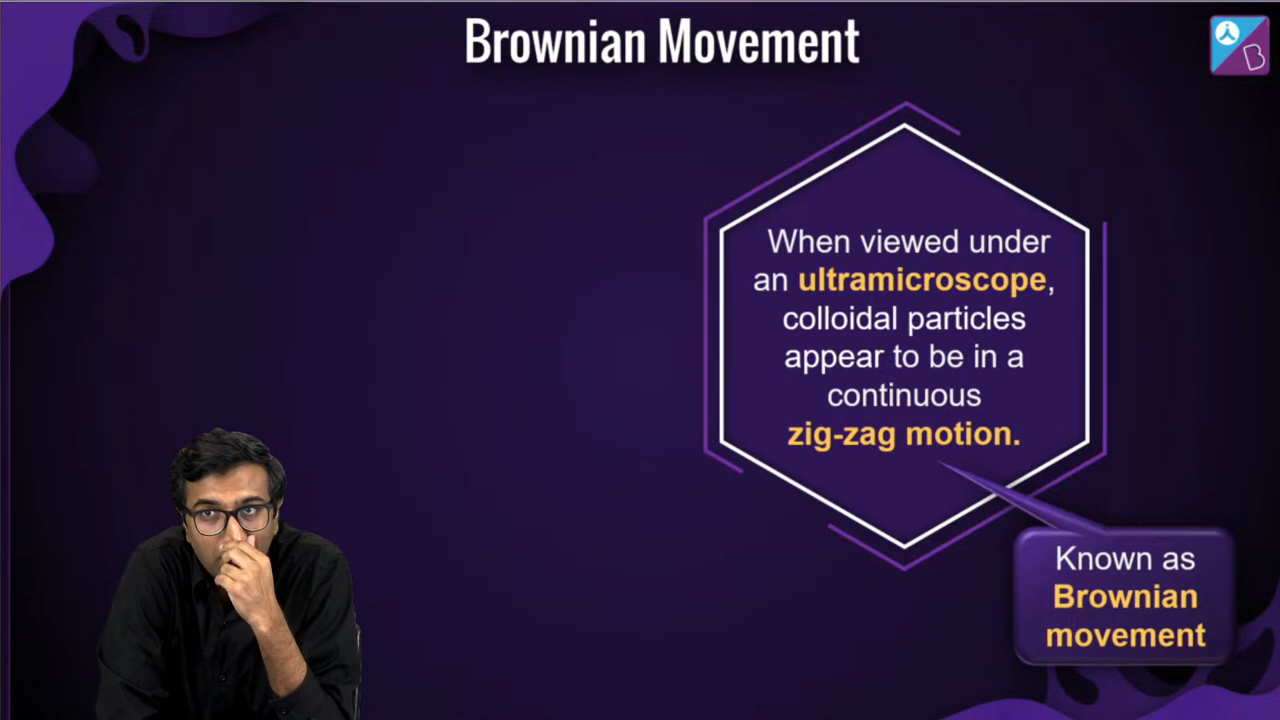 Brownian Movement
B
When viewed under
an ultramicroscope,
colloidal particles
appear to be in a
continuous
zig-zag motion.
Known as
Brownian
movement